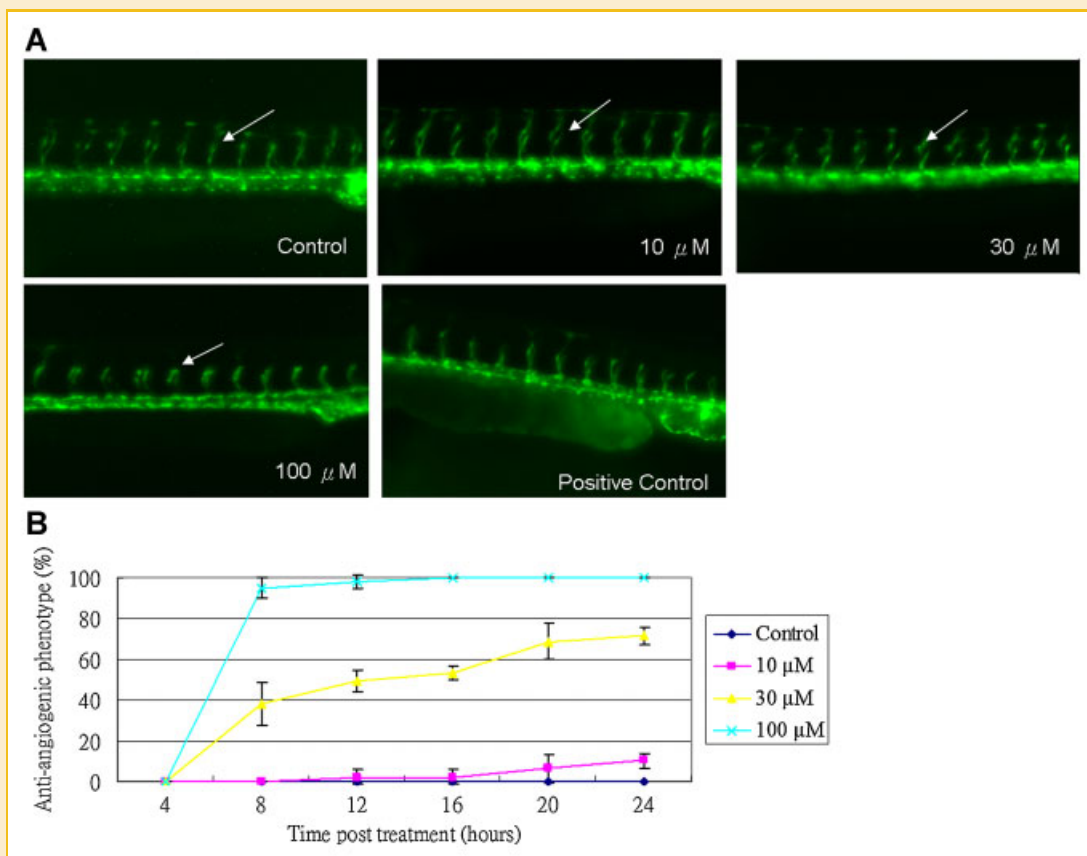 A
Control
10 μM
30 μM
100 μM
Positive Control
B
Anti-angiogenic phenotype (%)
100
80
60
40
20
0
4 8 12 16 20 24
Time post treatment (hours)
Control
10 μM
30 μM
100 μM